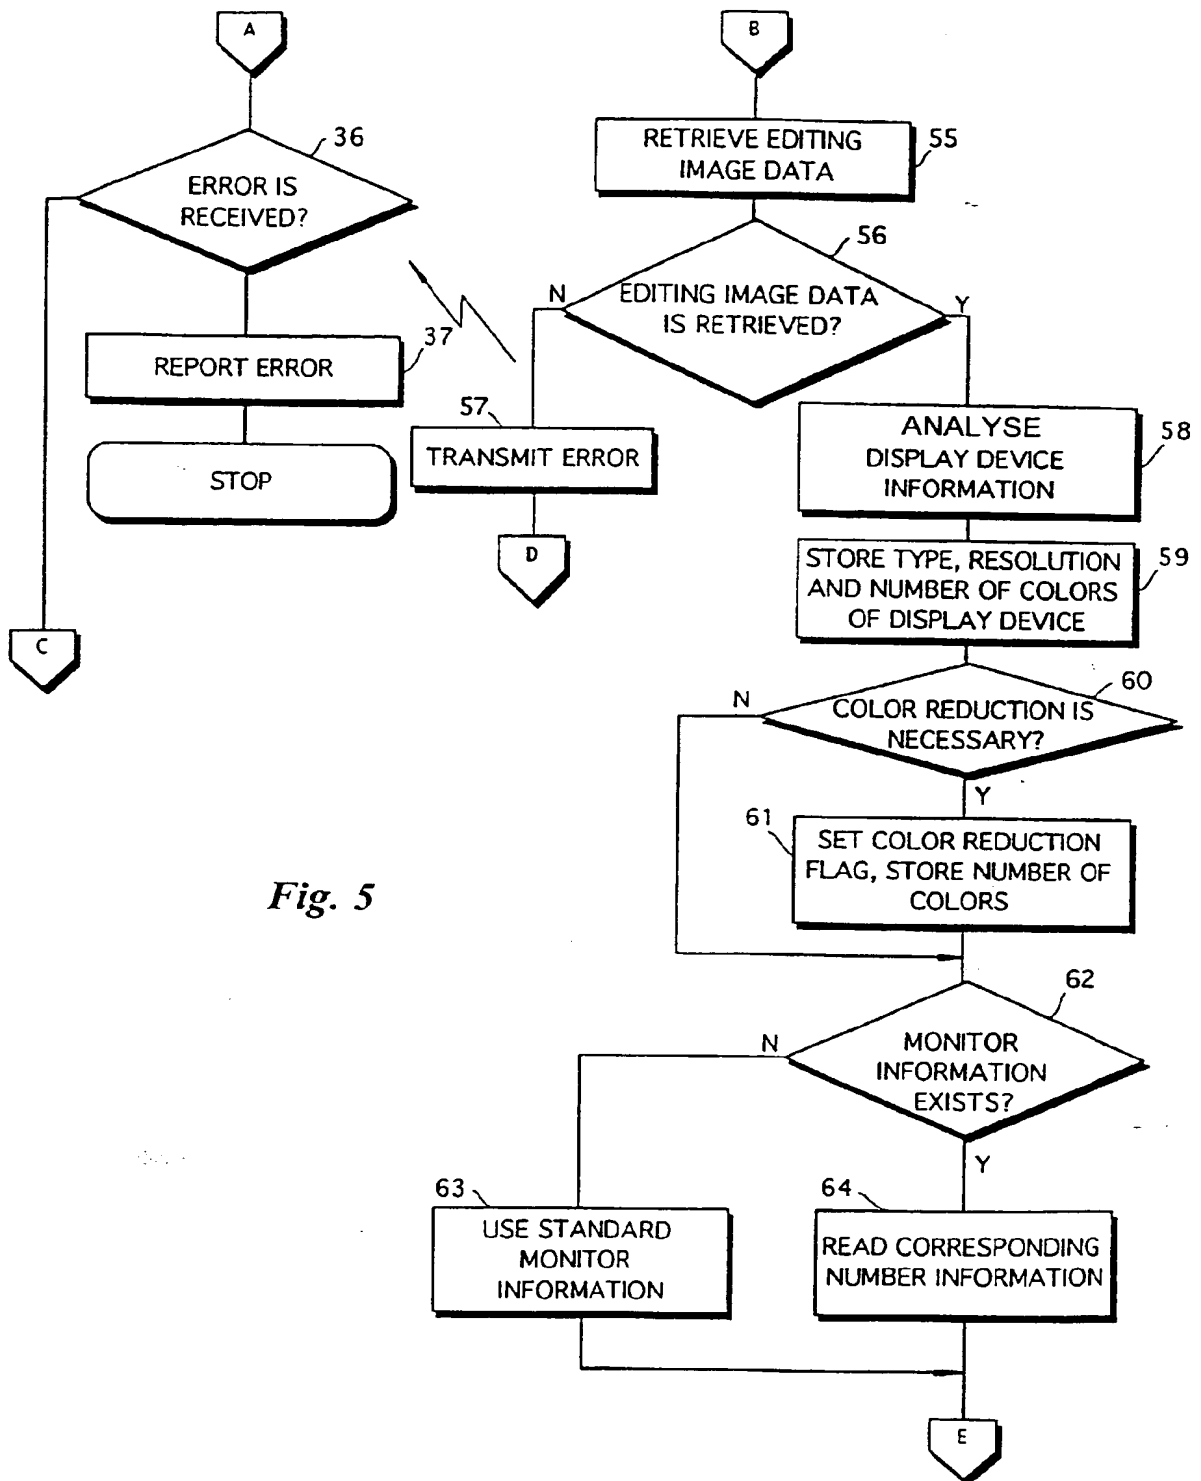 A
36
ERROR IS
RECEIVED?
37
REPORT ERROR
STOP
C
B
RETRIEVE EDITING
IMAGE DATA
55
56
N
EDITING IMAGE DATA
IS RETRIEVED?
Y
57
TRANSMIT ERROR
D
ANALYSE
DISPLAY DEVICE
INFORMATION
58
STORE TYPE, RESOLUTION
AND NUMBER OF COLORS
OF DISPLAY DEVICE
59
60
N
COLOR REDUCTION IS
NECESSARY?
Y
61
SET COLOR REDUCTION
FLAG, STORE NUMBER OF
COLORS
Fig. 5
62
N
MONITOR
INFORMATION
EXISTS?
Y
63
USE STANDARD
MONITOR
INFORMATION
64
READ CORRESPONDING
NUMBER INFORMATION
E